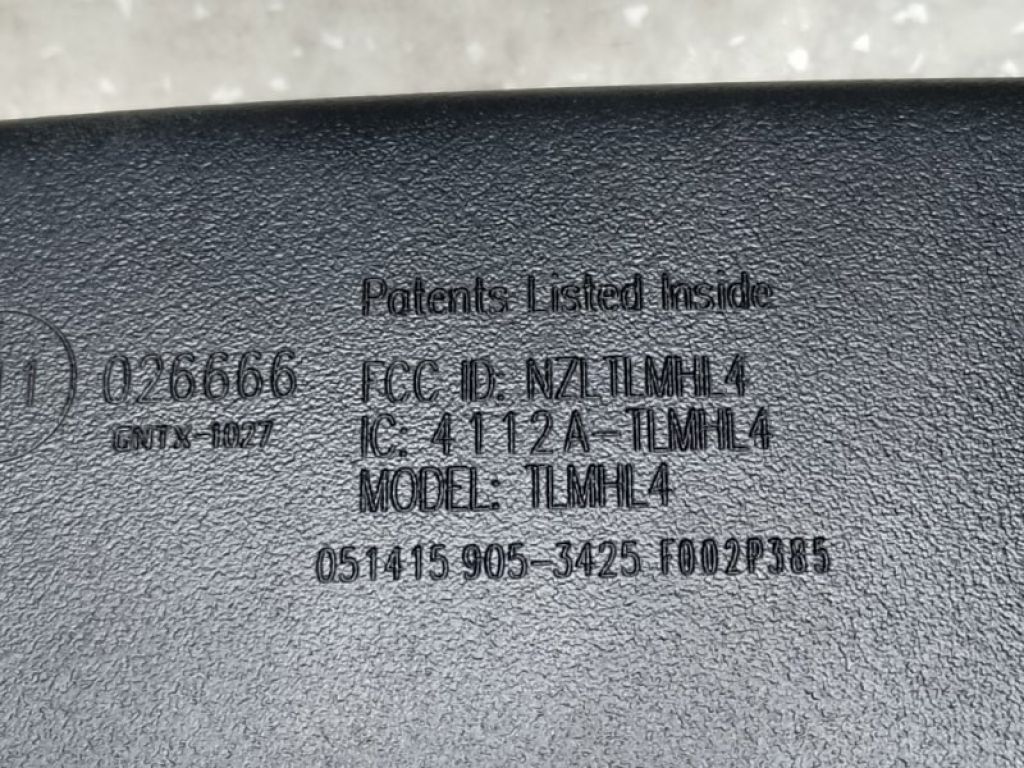 Patents Listed Inside
026666
GNTX-1027
FCC ID: NZLTLMHL4
IC: 4112A-TLMHL4
MODEL: TLMHL4
051415 905-3425 F002P385